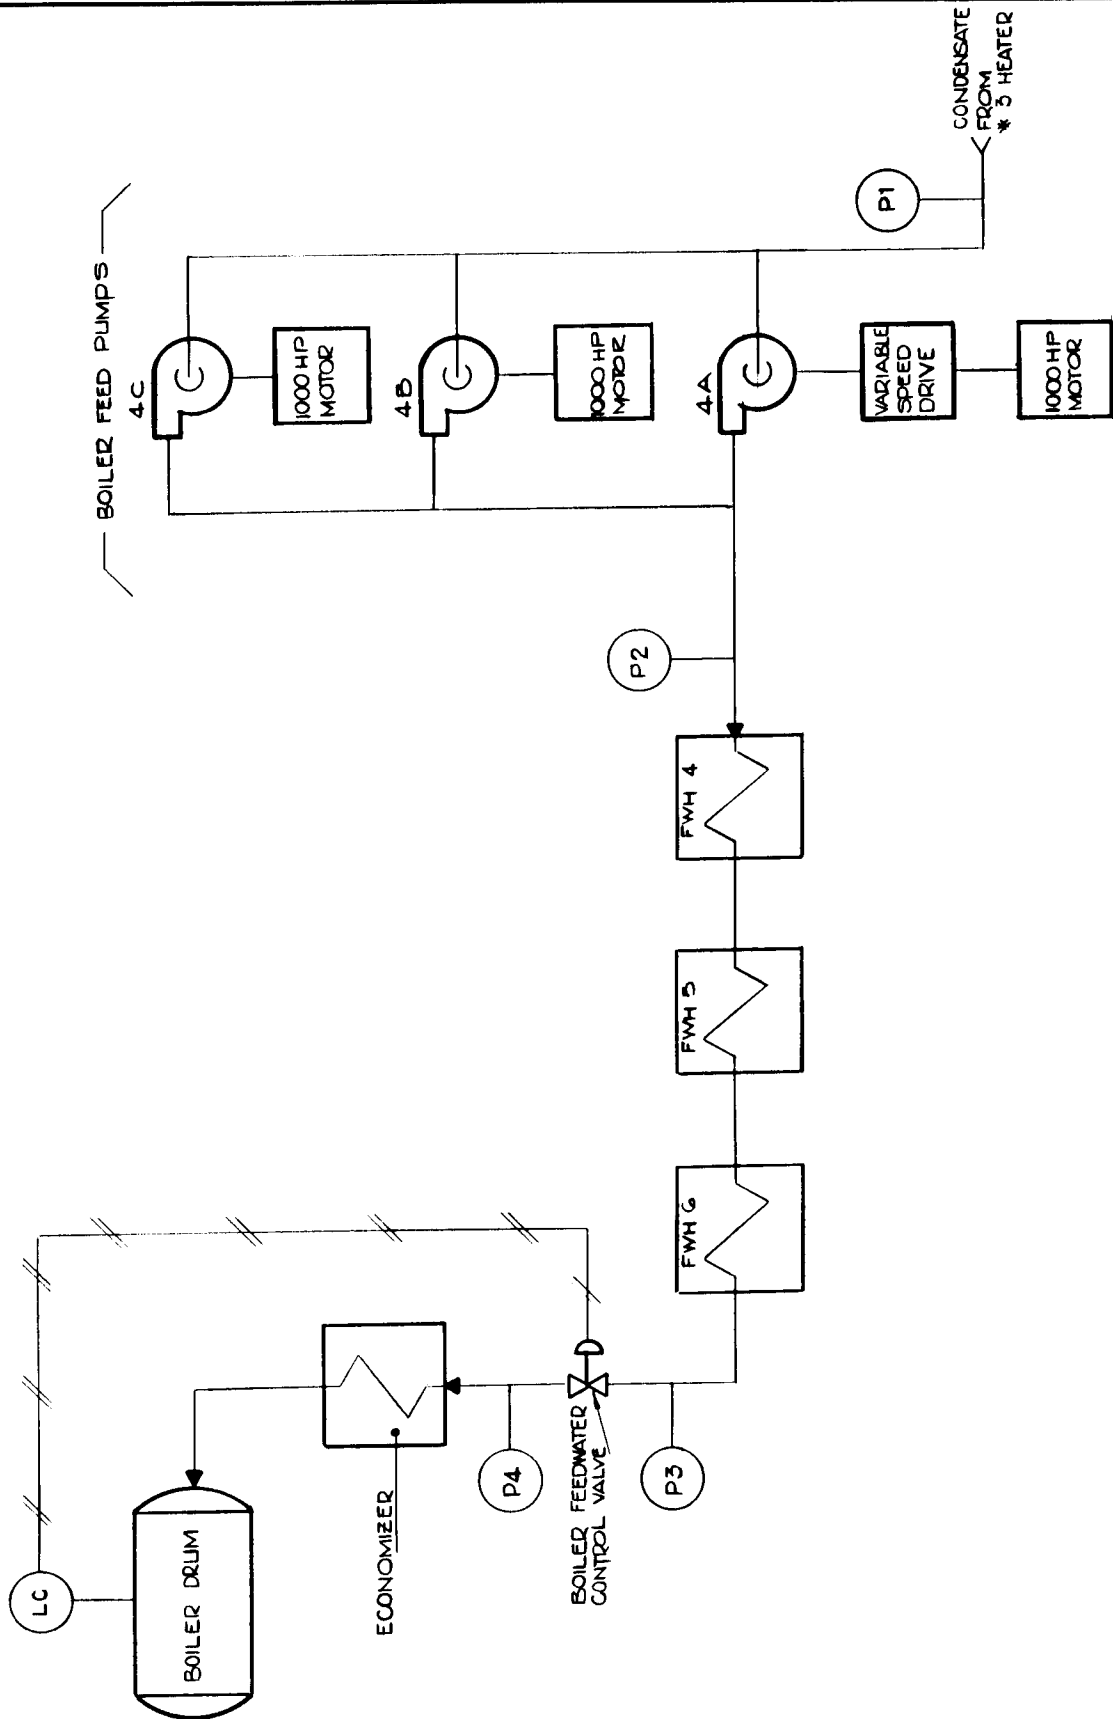 BOILER FEED PUMPS
4C
1000 HP
MOTOR
4B
1000 HP
MOTOR
4A
VARIABLE
SPEED
DRIVE
1000 HP
MOTOR
P1
CONDENSATE
FROM
* 3 HEATER
P2
FWH 4
FWH 5
FWH 6
P3
BOILER FEEDWATER
CONTROL VALVE
P4
ECONOMIZER
LC
BOILER DRUM